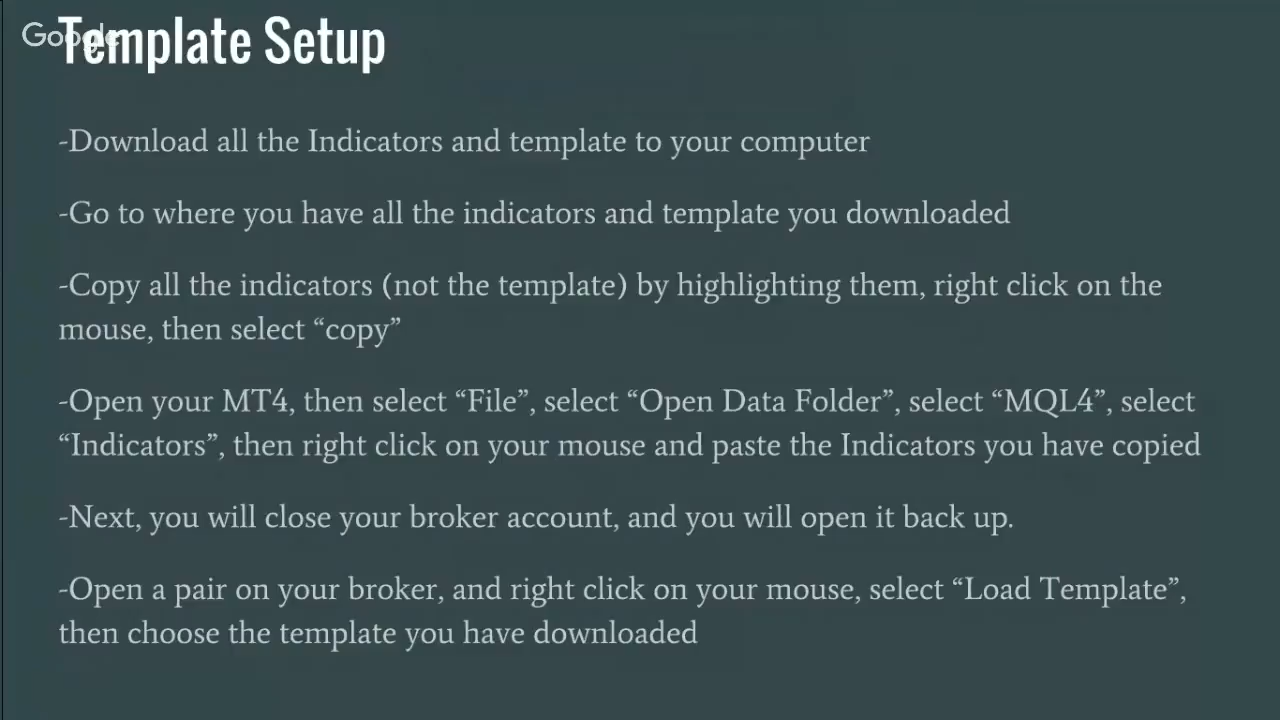 Google
Template Setup
-Download all the Indicators and template to your computer
-Go to where you have all the indicators and template you downloaded
-Copy all the indicators (not the template) by highlighting them, right click on the
mouse, then select “copy”
-Open your MT4, then select “File”, select “Open Data Folder”, select “MQL4”, select
“Indicators”, then right click on your mouse and paste the Indicators you have copied
-Next, you will close your broker account, and you will open it back up.
-Open a pair on your broker, and right click on your mouse, select “Load Template”,
then choose the template you have downloaded